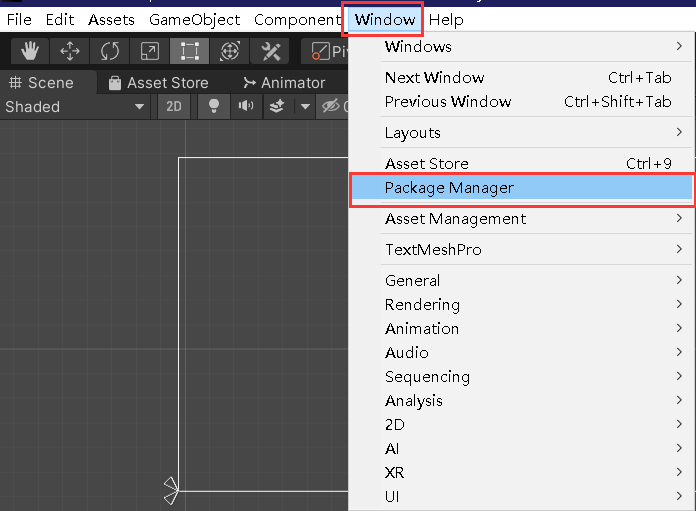 File Edit Assets GameObject Component Window Help
Scene Asset Store Animator
Shaded 2D
Windows
Next Window Ctrl+Tab
Previous Window Ctrl+Shift+Tab
Layouts
Asset Store Ctrl+9
Package Manager
Asset Management
TextMeshPro
General
Rendering
Animation
Audio
Sequencing
Analysis
2D
AI
XR
UI